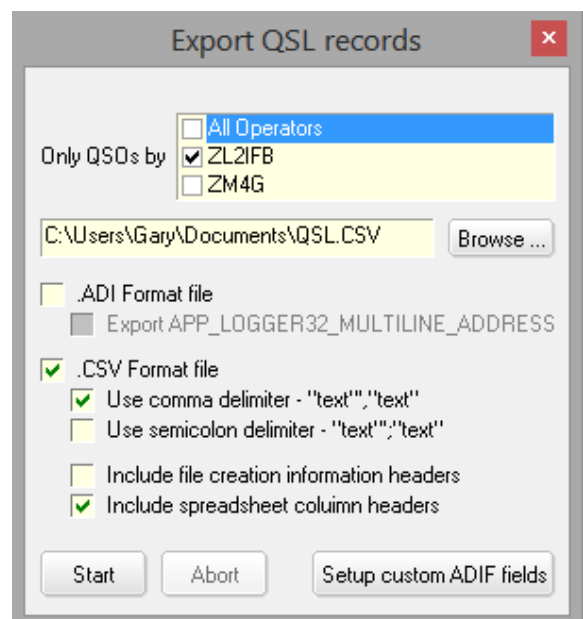 Export QSL records
All Operators
Only QSOs by ZL2IFB
ZM4G
C:\Users\Gary\Documents\QSL.CSV Browse ...
.ADI Format file
Export APP_LOGGER32_MULTILINE_ADDRESS
.CSV Format file
Use comma delimiter - "text'","text"
Use semicolon delimiter - "text'";"text"
Include file creation information headers
Include spreadsheet coluimn headers
Start Abort Setup custom ADIF fields